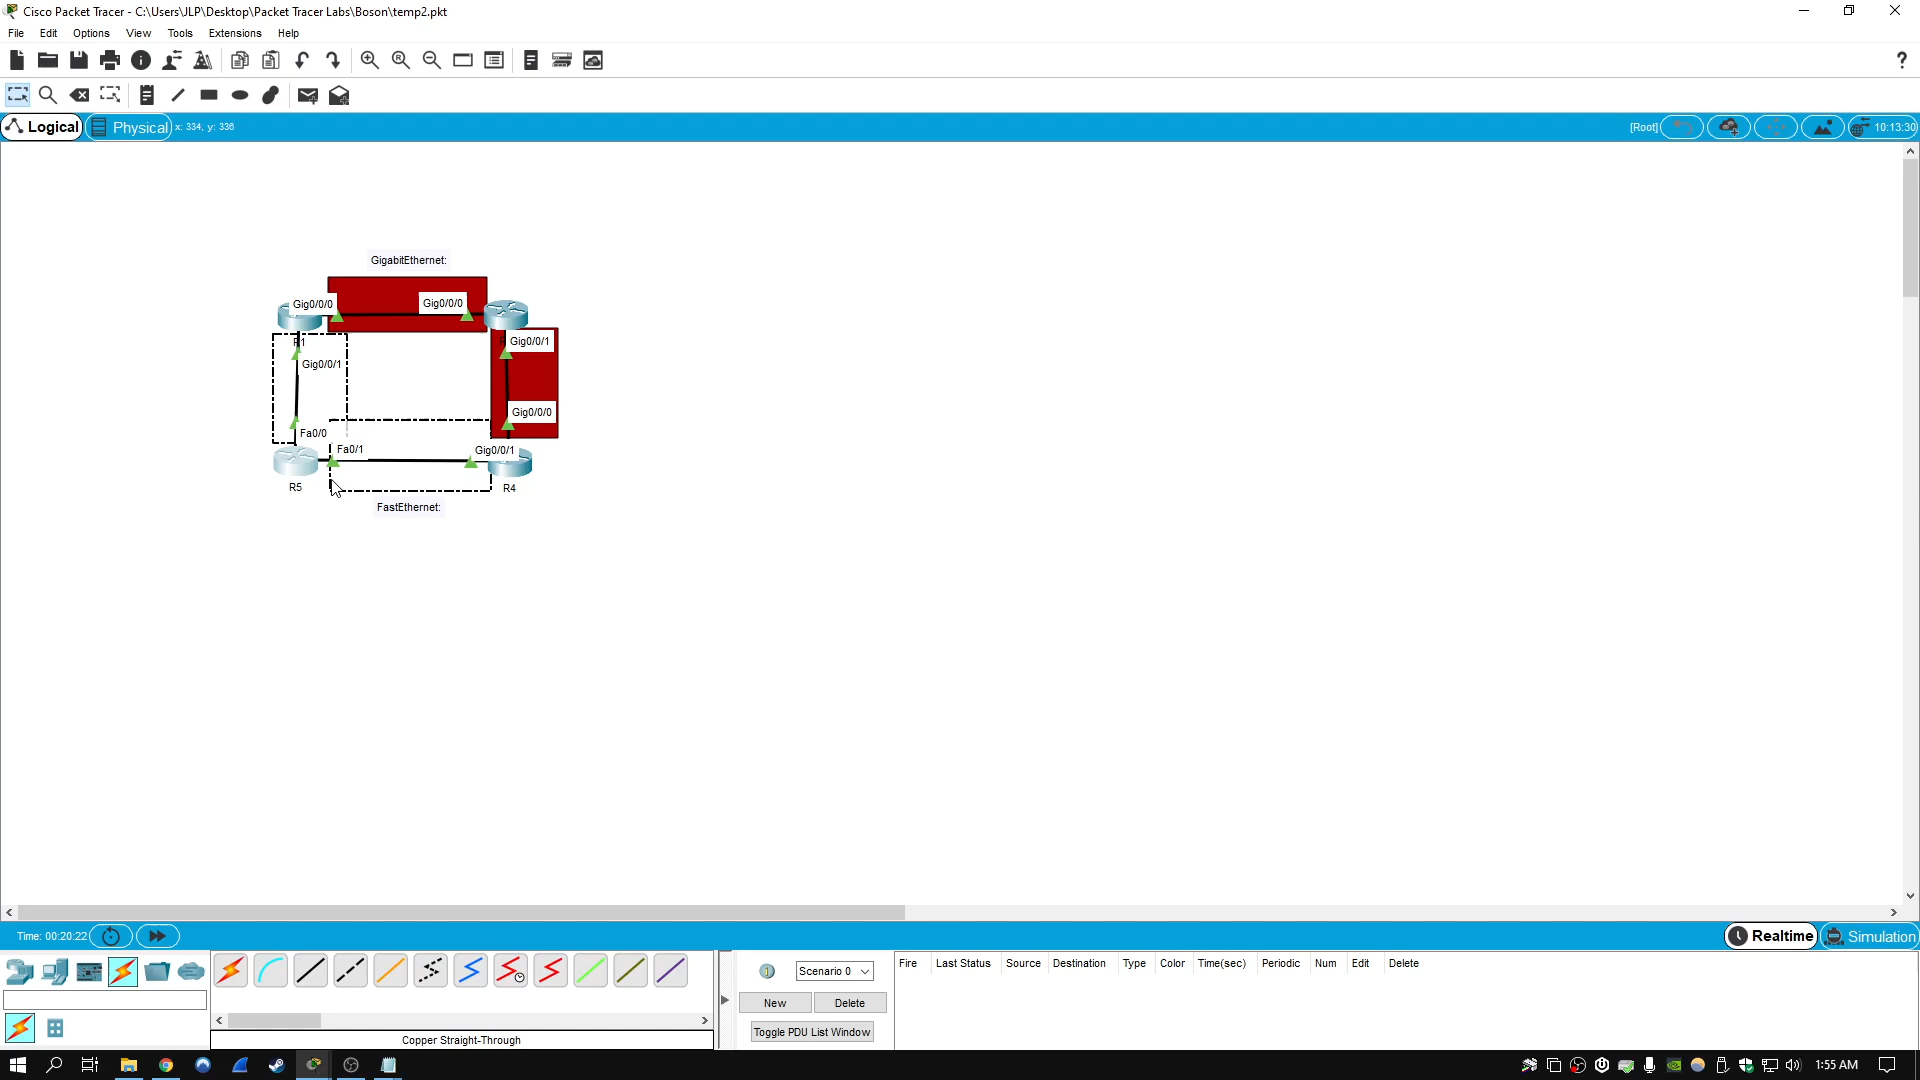 Cisco Packet Tracer - C:\Users\JLP\Desktop\Packet Tracer Labs\Boson\temp2.pkt
File Edit Options View Tools Extensions Help
Logical Physical x: 334, y: 336 [Root] 10:13:30
GigabitEthernet:
Gig0/0/0 Gig0/0/0
R1 Gig0/0/1
Gig0/0/1
Gig0/0/0
Fa0/0
Fa0/1 Gig0/0/1
R5 R4
FastEthernet:
Time: 00:20:22 Realtime Simulation
Scenario 0 Fire Last Status Source Destination Type Color Time(sec) Periodic Num Edit Delete
New Delete
Toggle PDU List Window
Copper Straight-Through
1:55 AM